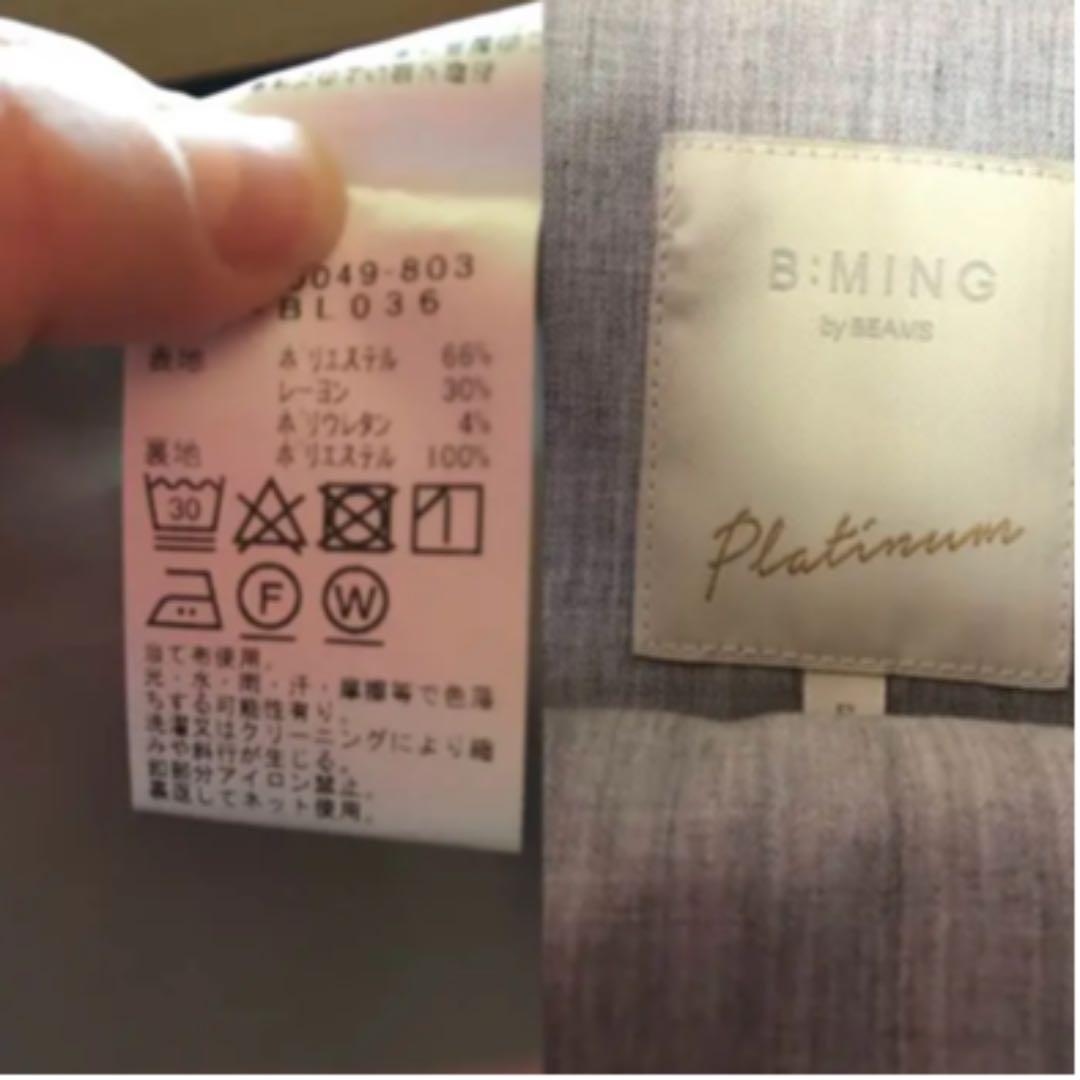 049-803
BL036
表地 ポリエステル 66%
レーヨン 30%
ポリウレタン 4%
裏地 ポリエステル 100%
30
F W
当て布使用。
光・水・雨・汗・摩擦等で色落
ちする可能性有り。
洗濯又はクリーニングにより縮
みや斜行が生じる。
釦部分アイロン禁止。
裏返してネット使用。
B:MING
by BEAMS
Platinum